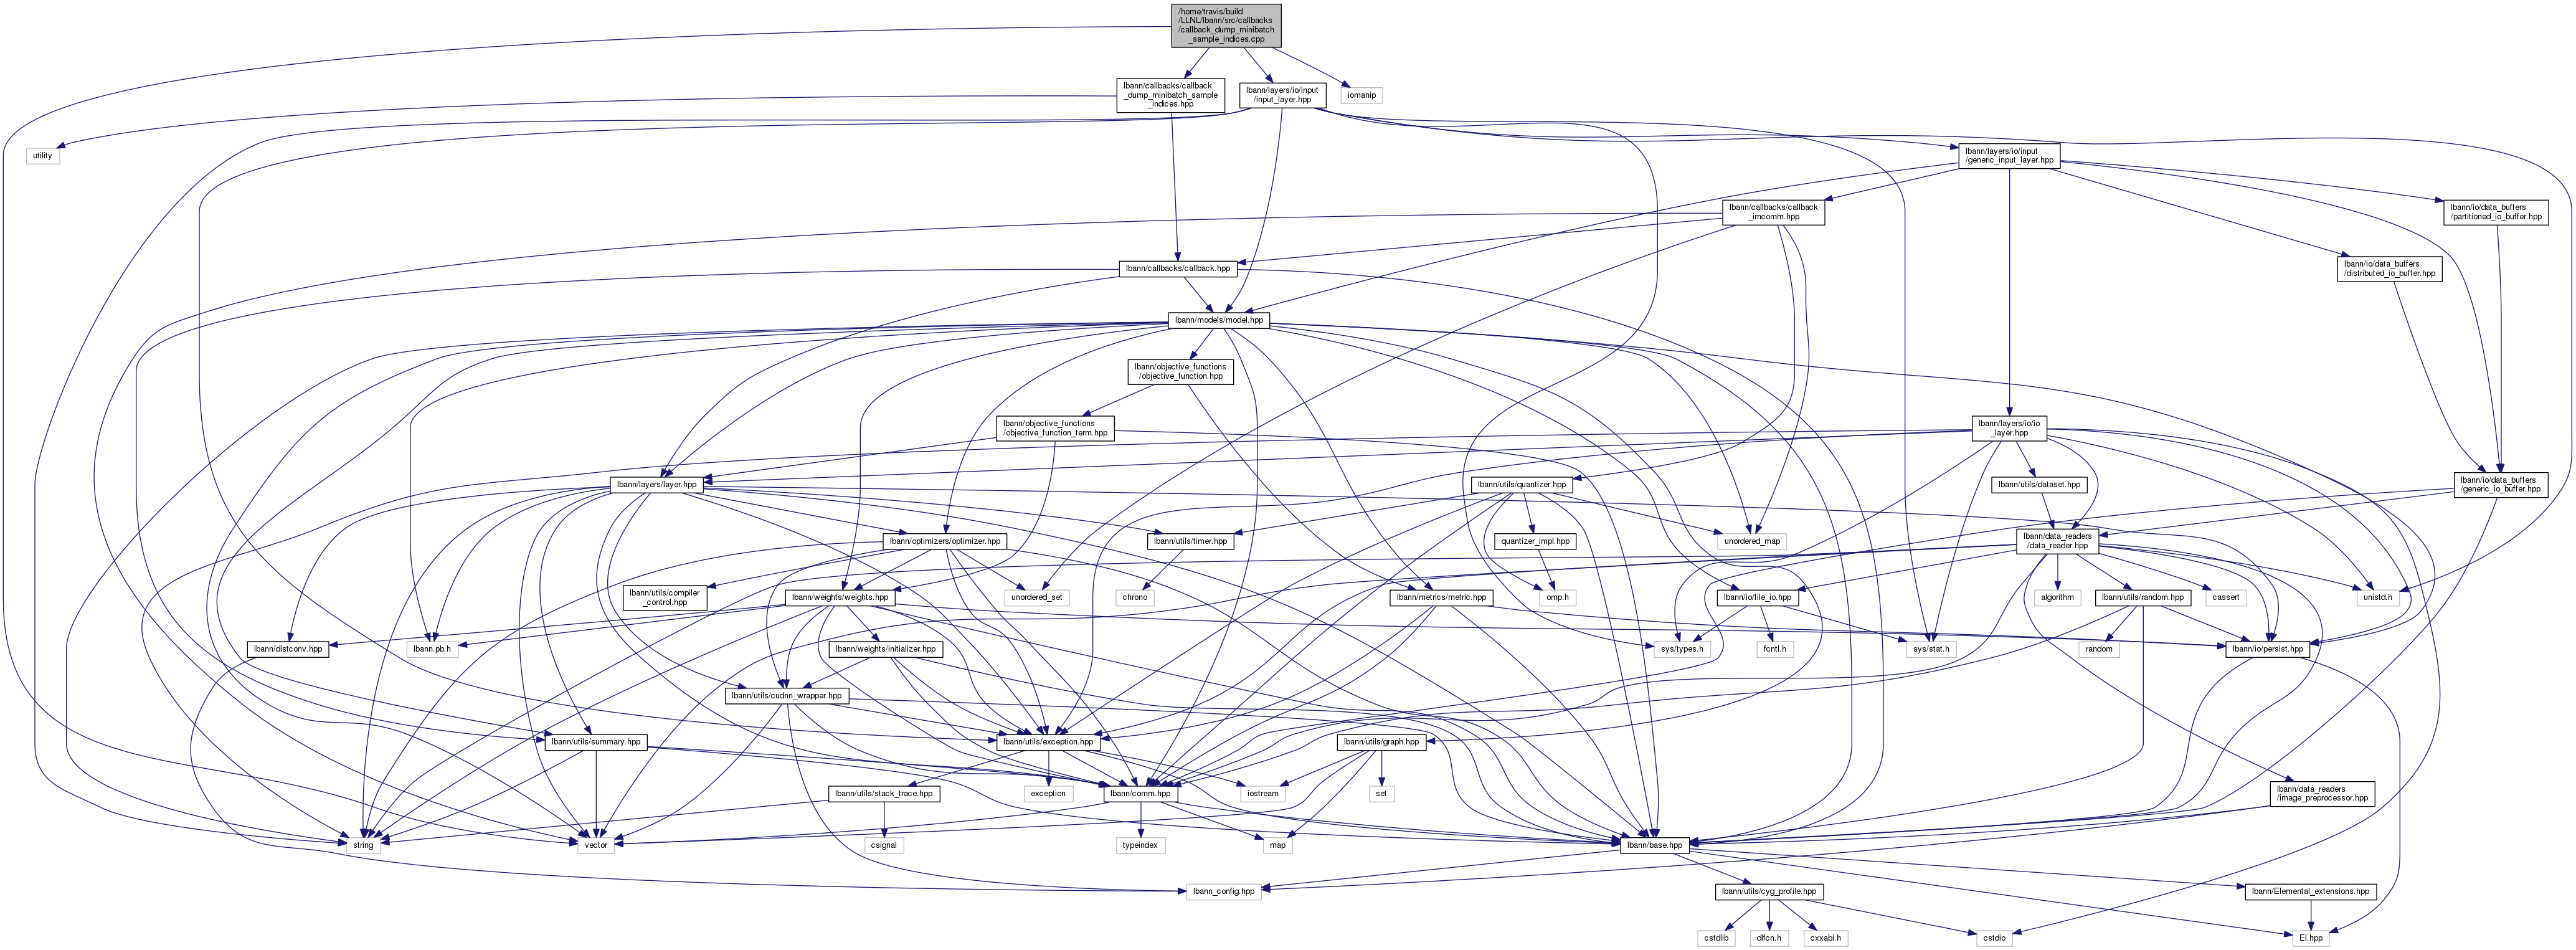 /home/travis/build
/LLNL/lbann/src/callbacks
/callback_dump_minibatch
_sample_indices.cpp
lbann/callbacks/callback
_dump_minibatch_sample
_indices.hpp
lbann/layers/io/input
/input_layer.hpp
iomanip
utility
lbann/layers/io/input
/generic_input_layer.hpp
lbann/callbacks/callback
_imcomm.hpp
lbann/io/data_buffers
/partitioned_io_buffer.hpp
lbann/callbacks/callback.hpp
lbann/io/data_buffers
/distributed_io_buffer.hpp
lbann/models/model.hpp
lbann/objective_functions
/objective_function.hpp
lbann/objective_functions
/objective_function_term.hpp
lbann/layers/io/io
_layer.hpp
lbann/layers/layer.hpp
lbann/utils/quantizer.hpp
lbann/utils/dataset.hpp
lbann/io/data_buffers
/generic_io_buffer.hpp
lbann/optimizers/optimizer.hpp
lbann/utils/timer.hpp
quantizer_impl.hpp
unordered_map
lbann/data_readers
/data_reader.hpp
lbann/utils/compiler
_control.hpp
lbann/weights/weights.hpp
unordered_set
chrono
lbann/metrics/metric.hpp
omp.h
lbann/io/file_io.hpp
algorithm
lbann/utils/random.hpp
cassert
unistd.h
lbann/distconv.hpp
lbann.pb.h
lbann/weights/initializer.hpp
sys/types.h
fcntl.h
sys/stat.h
random
lbann/io/persist.hpp
lbann/utils/cudnn_wrapper.hpp
lbann/utils/summary.hpp
lbann/utils/exception.hpp
lbann/utils/graph.hpp
lbann/utils/stack_trace.hpp
exception
lbann/comm.hpp
iostream
set
lbann/data_readers
/image_preprocessor.hpp
string
vector
csignal
typeindex
map
lbann/base.hpp
lbann_config.hpp
lbann/utils/cyg_profile.hpp
lbann/Elemental_extensions.hpp
cstdlib
dlfcn.h
cxxabi.h
cstdio
El.hpp